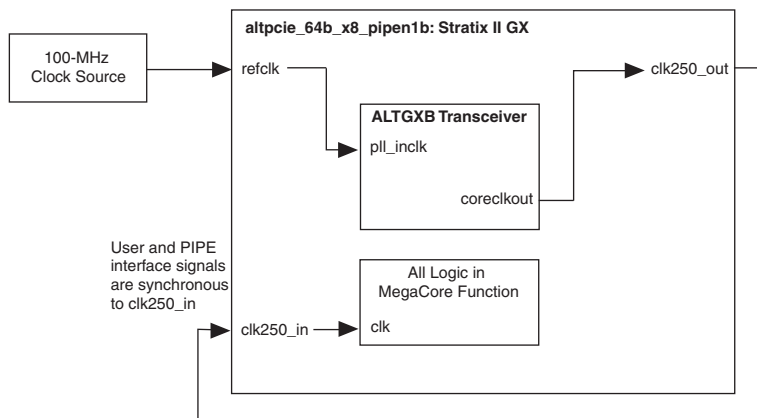 altpcie_64b_x8_pipen1b: Stratix II GX
100-MHz
Clock Source
refclk
clk250_out
ALTGXB Transceiver
pll_inclk
coreclkout
User and PIPE
interface signals
are synchronous
to clk250_in
All Logic in
MegaCore Function
clk250_in
clk